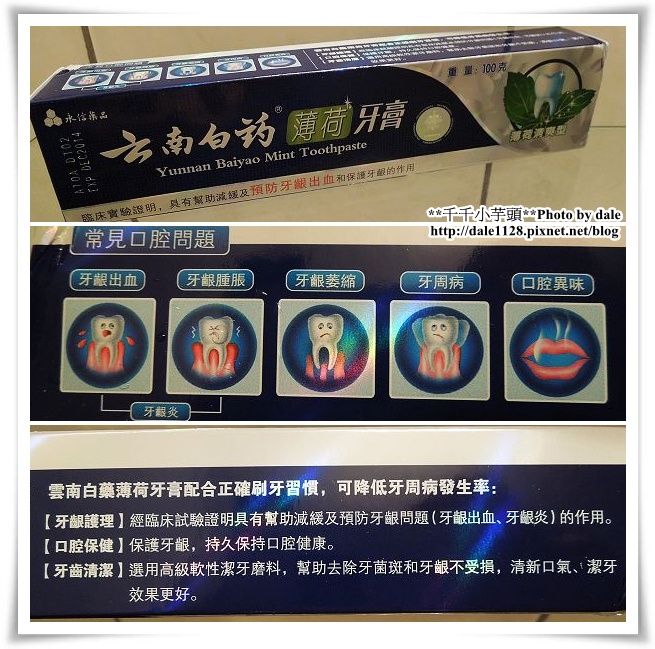 永信藥品
云南白药®薄荷牙膏
Yunnan Baiyao Mint Toothpaste
重 量：100克
薄荷清爽型
A10A D102
EXP DEC2014
臨床實驗證明，具有幫助減緩及預防牙齦出血和保護牙齦的作用
**千千小芋頭**Photo by dale
http://dale1128.pixnet.net/blog
常見口腔問題
牙齦出血 牙齦腫脹 牙齦萎縮 牙周病 口腔異味
牙齦炎
雲南白藥薄荷牙膏配合正確刷牙習慣，可降低牙周病發生率：
【牙齦護理】經臨床試驗證明具有幫助減緩及預防牙齦問題（牙齦出血、牙齦炎）的作用。
【口腔保健】保護牙齦，持久保持口腔健康。
【牙齒清潔】選用高級軟性潔牙磨料，幫助去除牙菌斑和牙齦不受損，清新口氣、潔牙
效果更好。